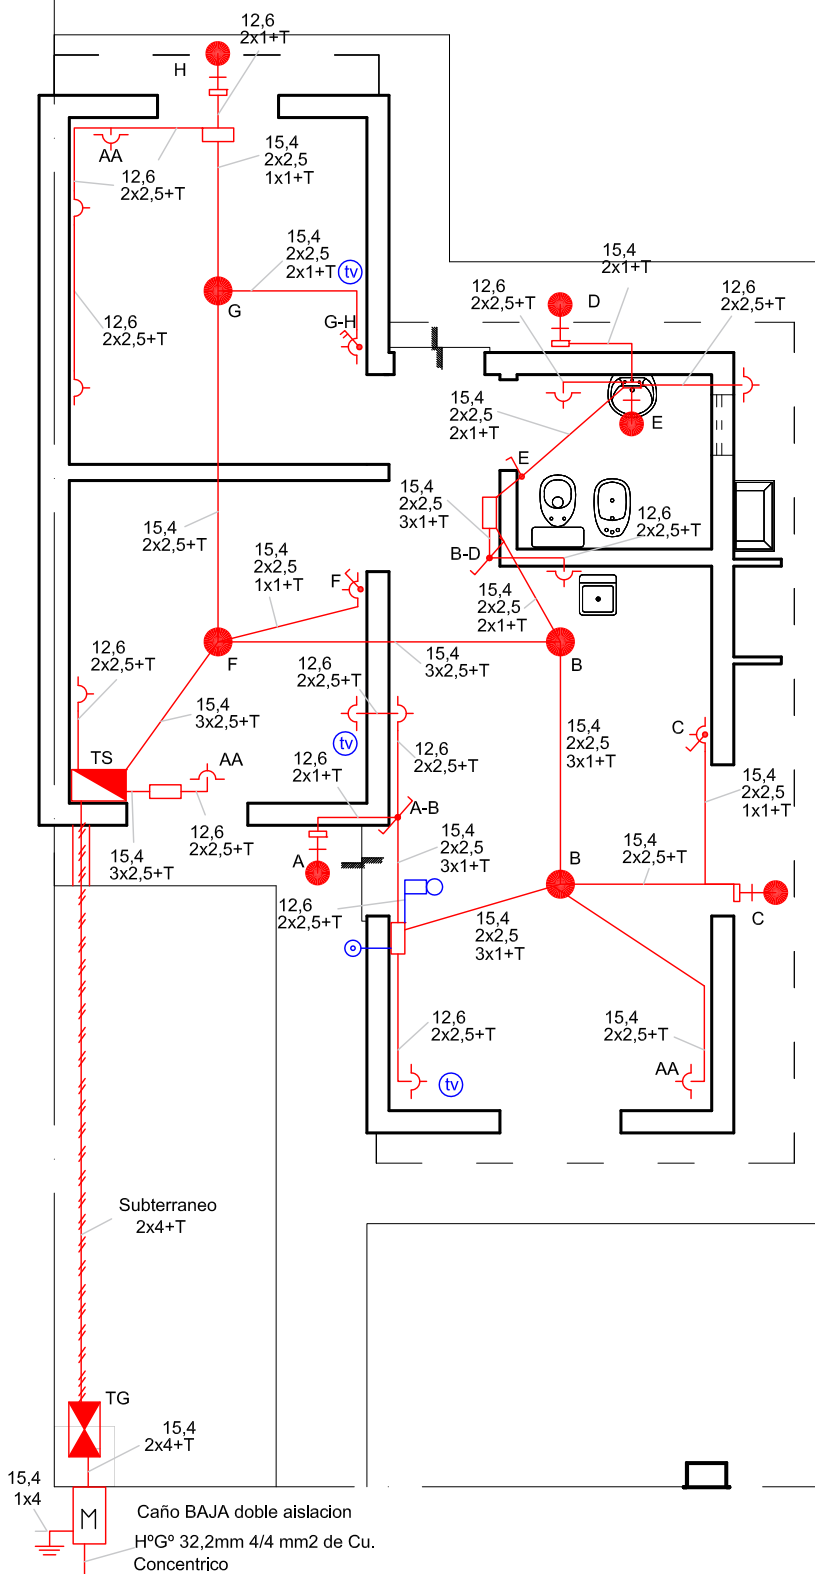 12,6
2x1+T
H
15,4
2x2,5
1x1+T
AA
12,6
2x2,5+T
15,4
2x2,5
2x1+T
tv
G
G-H
12,6
2x2,5+T
15,4
2x1+T
12,6
2x2,5+T
D
12,6
2x2,5+T
15,4
2x2,5
2x1+T
E
E
15,4
2x2,5
3x1+T
12,6
2x2,5+T
B-D
15,4
2x2,5+T
15,4
2x2,5
1x1+T
F
15,4
2x2,5
2x1+T
12,6
2x2,5+T
F
15,4
3x2,5+T
B
12,6
2x2,5+T
15,4
3x2,5+T
tv
15,4
2x2,5
3x1+T
C
TS
AA
12,6
2x1+T
12,6
2x2,5+T
15,4
2x2,5
1x1+T
A-B
15,4
3x2,5+T
12,6
2x2,5+T
15,4
2x2,5
3x1+T
A
B
15,4
2x2,5+T
12,6
2x2,5+T
15,4
2x2,5
3x1+T
C
12,6
2x2,5+T
15,4
2x2,5+T
AA
tv
Subterraneo
2x4+T
TG
15,4
2x4+T
15,4
1x4
M
Caño BAJA doble aislacion
HºGº 32,2mm 4/4 mm2 de Cu.
Concentrico